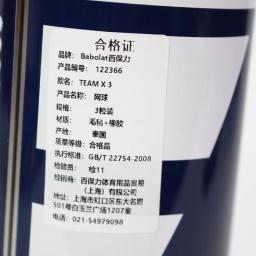 合格证
品牌: Babolat百保力
产品编号: 122366
款名: TEAM X 3
产品名称: 网球
规格: 3粒装
材质: 毛毡+橡胶
产地: 泰国
质量等级: 合格品
执行标准: GB/T 22754-2008
检验员: 检11
经销商: 百保力体育用品贸易
(上海)有限公司
地址: 上海市虹口区东大名路
501号白玉兰广场1207室
电话: 021-54979098